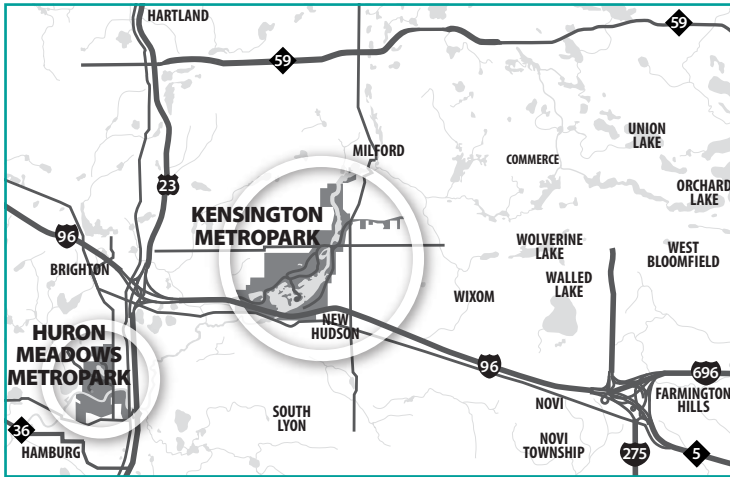 HARTLAND
59
59
UNION
LAKE
MILFORD
COMMERCE
23
ORCHARD
LAKE
KENSINGTON
METROPARK
96
WOLVERINE
LAKE
WEST
BLOOMFIELD
BRIGHTON
WALLED
LAKE
WIXOM
NEW
HUDSON
HURON
MEADOWS
METROPARK
96
696
FARMINGTON
HILLS
NOVI
SOUTH
LYON
36
HAMBURG
NOVI
TOWNSHIP
275
5